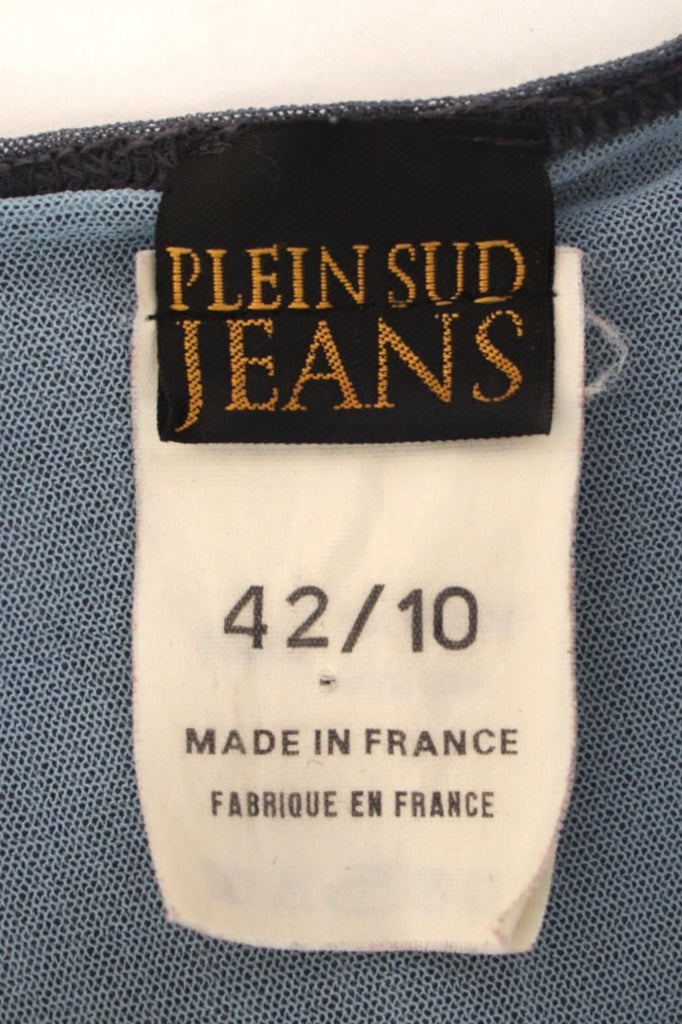 PLEIN SUD
JEANS
42/10
MADE IN FRANCE
FABRIQUE EN FRANCE